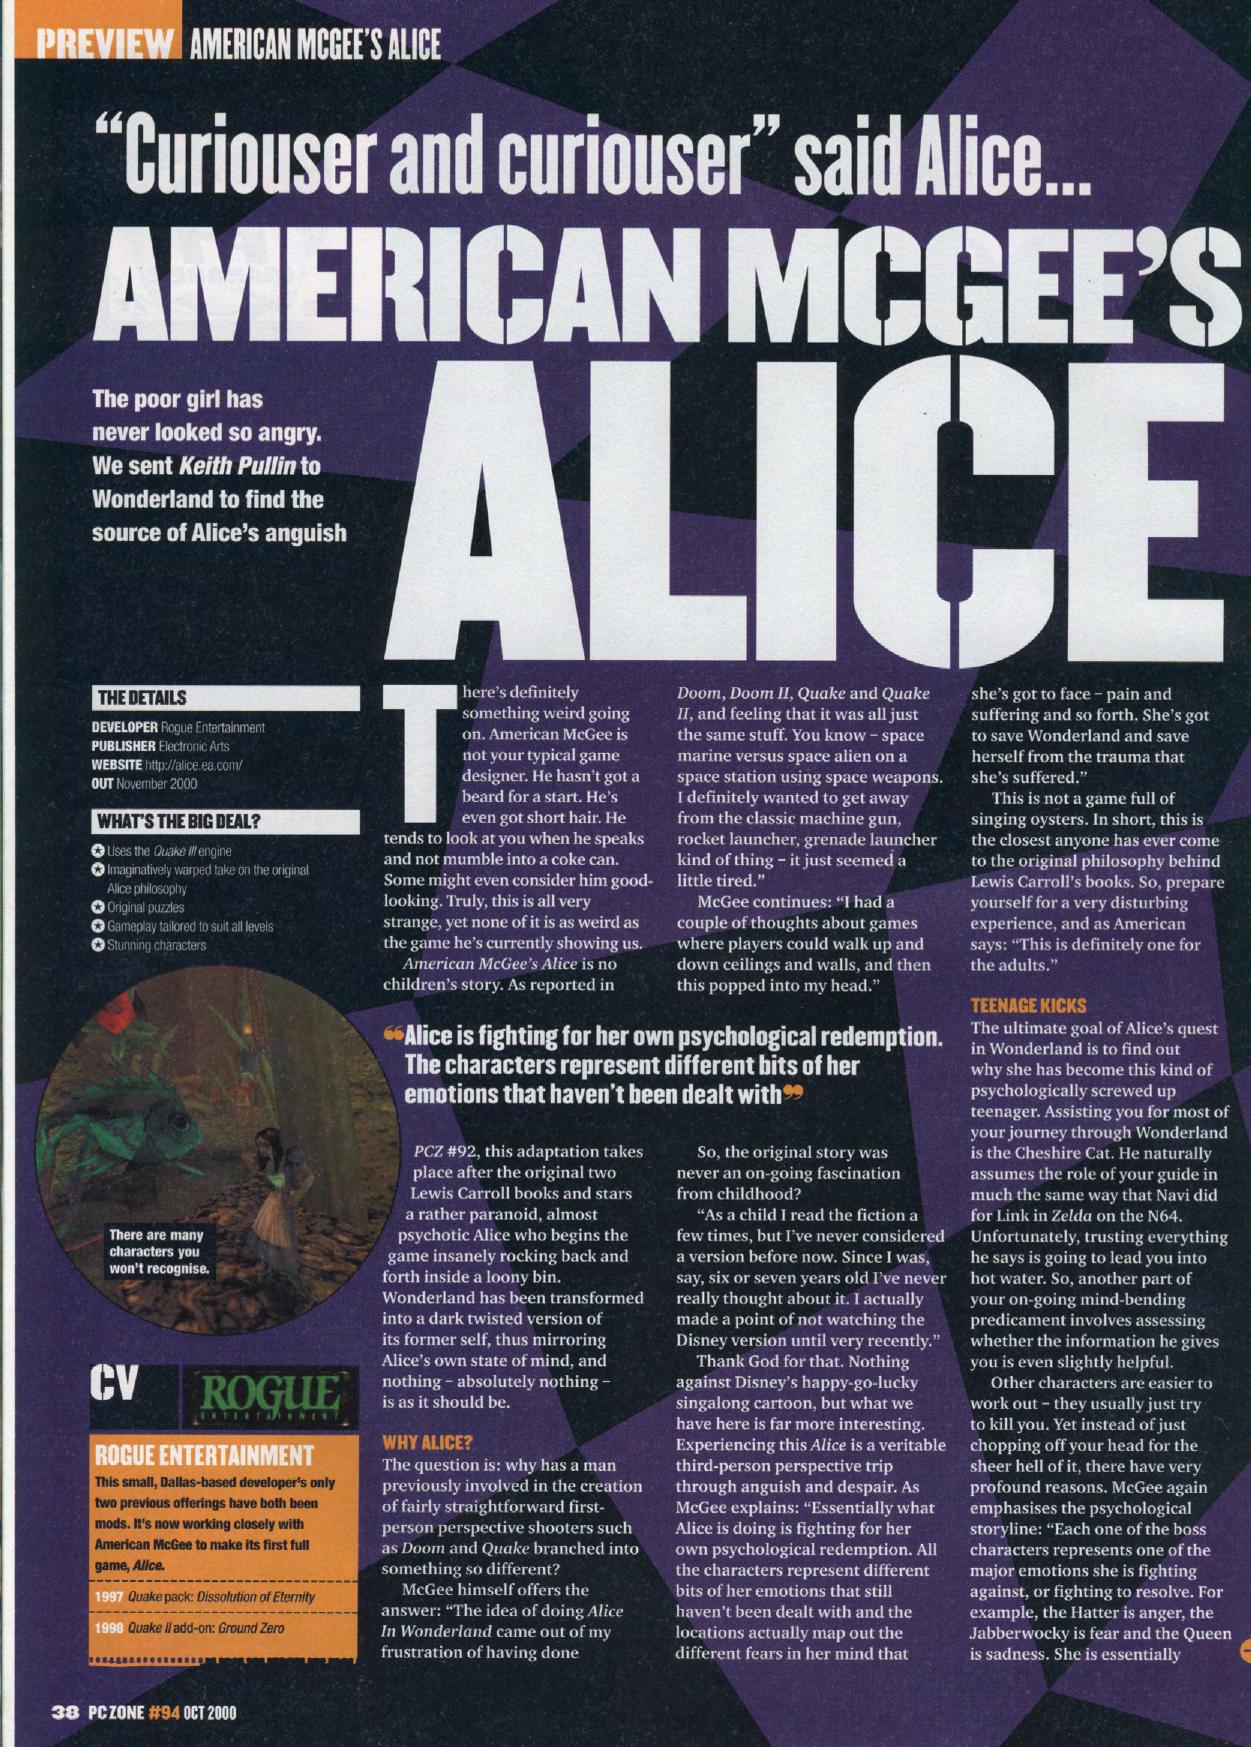 PREVIEW AMERICAN MCGEE'S ALICE
“Curiouser and curiouser” said Alice...
AMERICAN MCGEE'S
ALICE
The poor girl has
never looked so angry.
We sent Keith Pullin to
Wonderland to find the
source of Alice's anguish
THE DETAILS
DEVELOPER Rogue Entertainment
PUBLISHER Electronic Arts
WEBSITE http://alice.ea.com/
OUT November 2000
WHAT'S THE BIG DEAL?
Uses the Quake III engine
Imaginatively warped take on the original
Alice philosophy
Original puzzles
Gameplay tailored to suit all levels
Stunning characters
There are many
characters you
won't recognise.
CV
ROGUE
ENTERTAINMENT
ROGUE ENTERTAINMENT
This small, Dallas-based developer's only
two previous offerings have both been
mods. It's now working closely with
American McGee to make its first full
game, Alice.
1997 Quake pack: Dissolution of Eternity
1998 Quake II add-on: Ground Zero
There's definitely
something weird going
on. American McGee is
not your typical game
designer. He hasn't got a
beard for a start. He's
even got short hair. He
tends to look at you when he speaks
and not mumble into a coke can.
Some might even consider him good-
looking. Truly, this is all very
strange, yet none of it is as weird as
the game he's currently showing us.
American McGee's Alice is no
children's story. As reported in
“Alice is fighting for her own psychological redemption.
The characters represent different bits of her
emotions that haven't been dealt with”
PCZ #92, this adaptation takes
place after the original two
Lewis Carroll books and stars
a rather paranoid, almost
psychotic Alice who begins the
game insanely rocking back and
forth inside a loony bin.
Wonderland has been transformed
into a dark twisted version of
its former self, thus mirroring
Alice's own state of mind, and
nothing – absolutely nothing –
is as it should be.
WHY ALICE?
The question is: why has a man
previously involved in the creation
of fairly straightforward first-
person perspective shooters such
as Doom and Quake branched into
something so different?
McGee himself offers the
answer: “The idea of doing Alice
In Wonderland came out of my
frustration of having done
Doom, Doom II, Quake and Quake
II, and feeling that it was all just
the same stuff. You know – space
marine versus space alien on a
space station using space weapons.
I definitely wanted to get away
from the classic machine gun,
rocket launcher, grenade launcher
kind of thing – it just seemed a
little tired.”
McGee continues: “I had a
couple of thoughts about games
where players could walk up and
down ceilings and walls, and then
this popped into my head.”
So, the original story was
never an on-going fascination
from childhood?
“As a child I read the fiction a
few times, but I've never considered
a version before now. Since I was,
say, six or seven years old I've never
really thought about it. I actually
made a point of not watching the
Disney version until very recently.”
Thank God for that. Nothing
against Disney's happy-go-lucky
singalong cartoon, but what we
have here is far more interesting.
Experiencing this Alice is a veritable
third-person perspective trip
through anguish and despair. As
McGee explains: “Essentially what
Alice is doing is fighting for her
own psychological redemption. All
the characters represent different
bits of her emotions that still
haven't been dealt with and the
locations actually map out the
different fears in her mind that
she's got to face – pain and
suffering and so forth. She's got
to save Wonderland and save
herself from the trauma that
she's suffered.”
This is not a game full of
singing oysters. In short, this is
the closest anyone has ever come
to the original philosophy behind
Lewis Carroll's books. So, prepare
yourself for a very disturbing
experience, and as American
says: “This is definitely one for
the adults.”
TEENAGE KICKS
The ultimate goal of Alice's quest
in Wonderland is to find out
why she has become this kind of
psychologically screwed up
teenager. Assisting you for most of
your journey through Wonderland
is the Cheshire Cat. He naturally
assumes the role of your guide in
much the same way that Navi did
for Link in Zelda on the N64.
Unfortunately, trusting everything
he says is going to lead you into
hot water. So, another part of
your on-going mind-bending
predicament involves assessing
whether the information he gives
you is even slightly helpful.
Other characters are easier to
work out – they usually just try
to kill you. Yet instead of just
chopping off your head for the
sheer hell of it, there have very
profound reasons. McGee again
emphasises the psychological
storyline: “Each one of the boss
characters represents one of the
major emotions she is fighting
against, or fighting to resolve. For
example, the Hatter is anger, the
Jabberwocky is fear and the Queen
is sadness. She is essentially
38 PC ZONE #94 OCT 2000